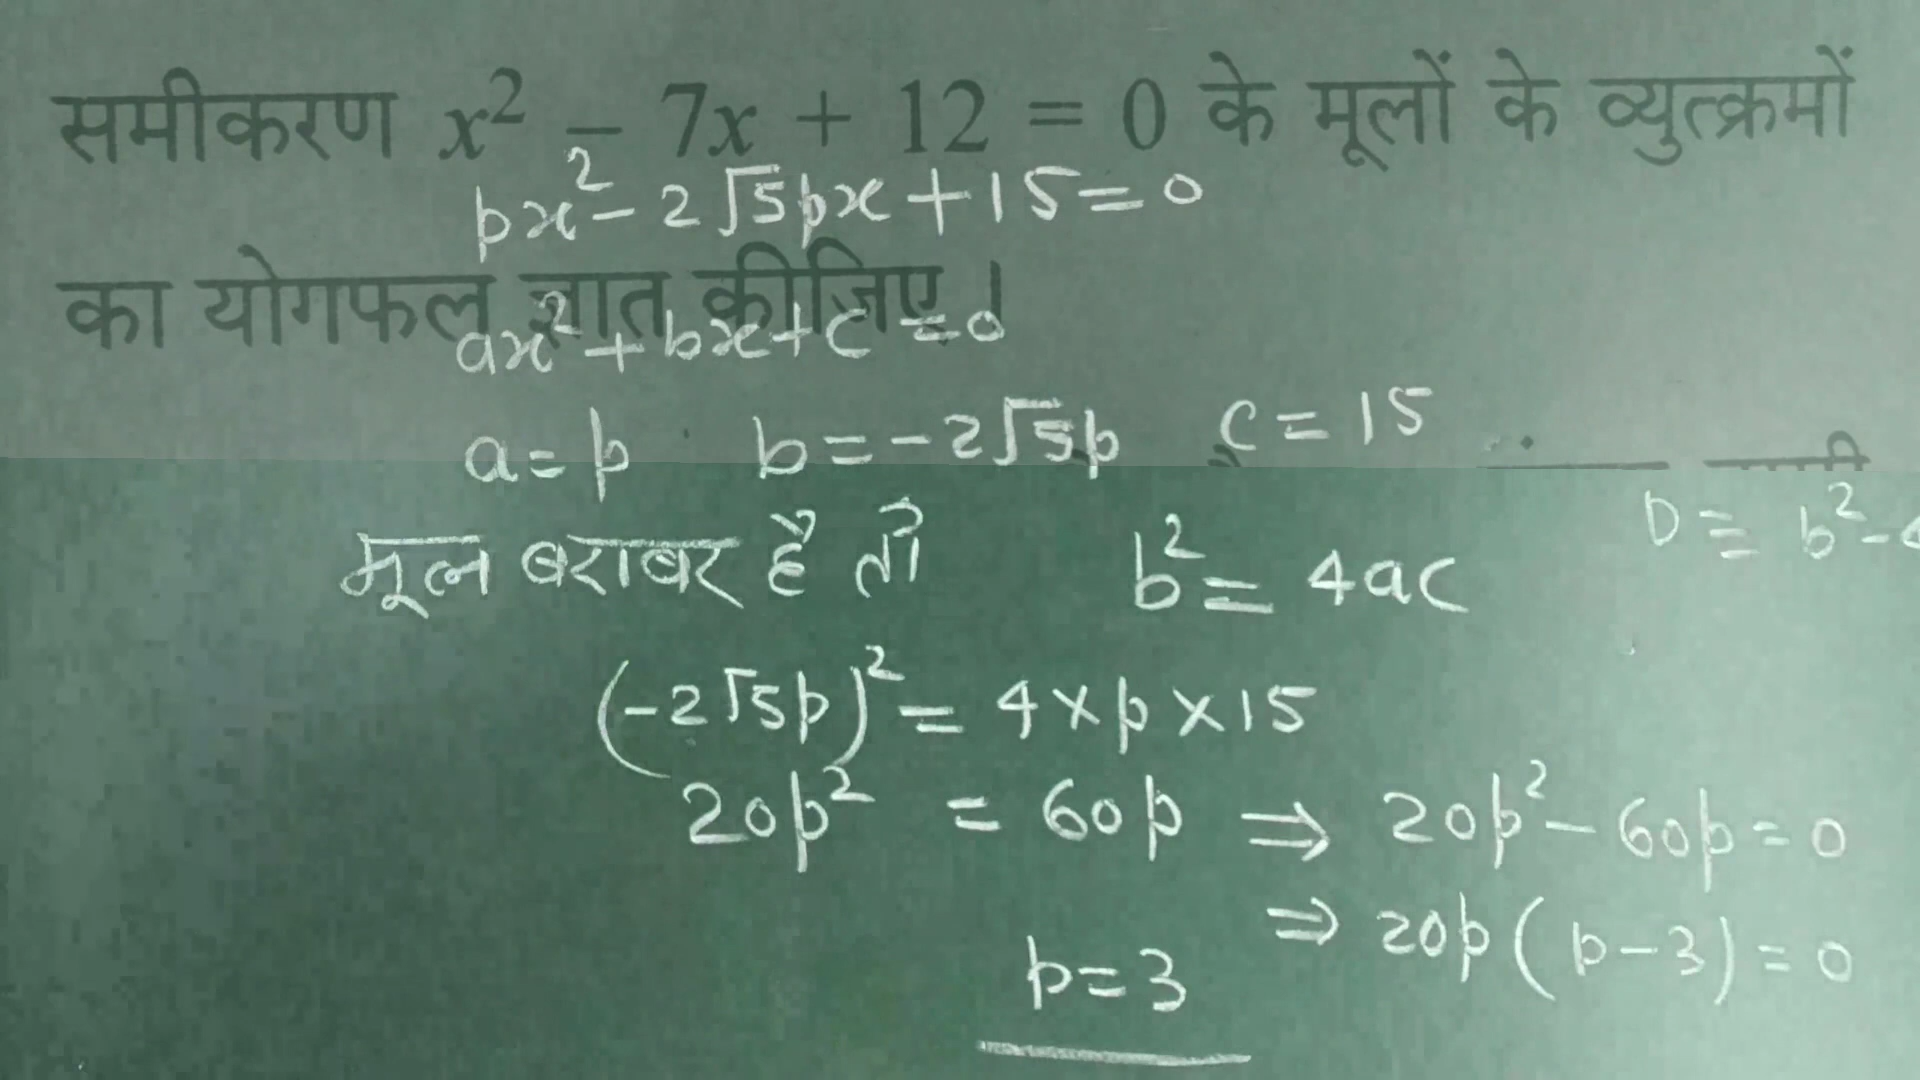 समीकरण x² − 7x + 12 = 0 के मूलों के व्युत्क्रमों
px² - 2√5px + 15 = 0
का योगफल ज्ञात कीजिए।
ax² + bx + c = 0
a = p b = -2√5p c = 15
D = b² -
मूल बराबर है तो b² = 4ac
(-2√5p)² = 4 × p × 15
20p² = 60p ⇒ 20p² - 60p = 0
⇒ 20p (p - 3) = 0
p = 3